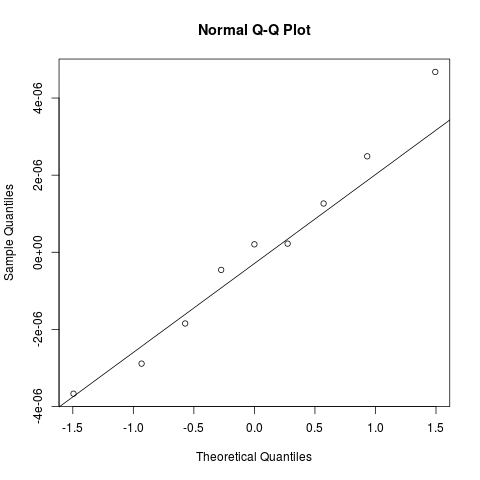 Normal Q-Q Plot
Sample Quantiles
4e-06
2e-06
0e+00
-2e-06
-4e-06
-1.5 -1.0 -0.5 0.0 0.5 1.0 1.5
Theoretical Quantiles